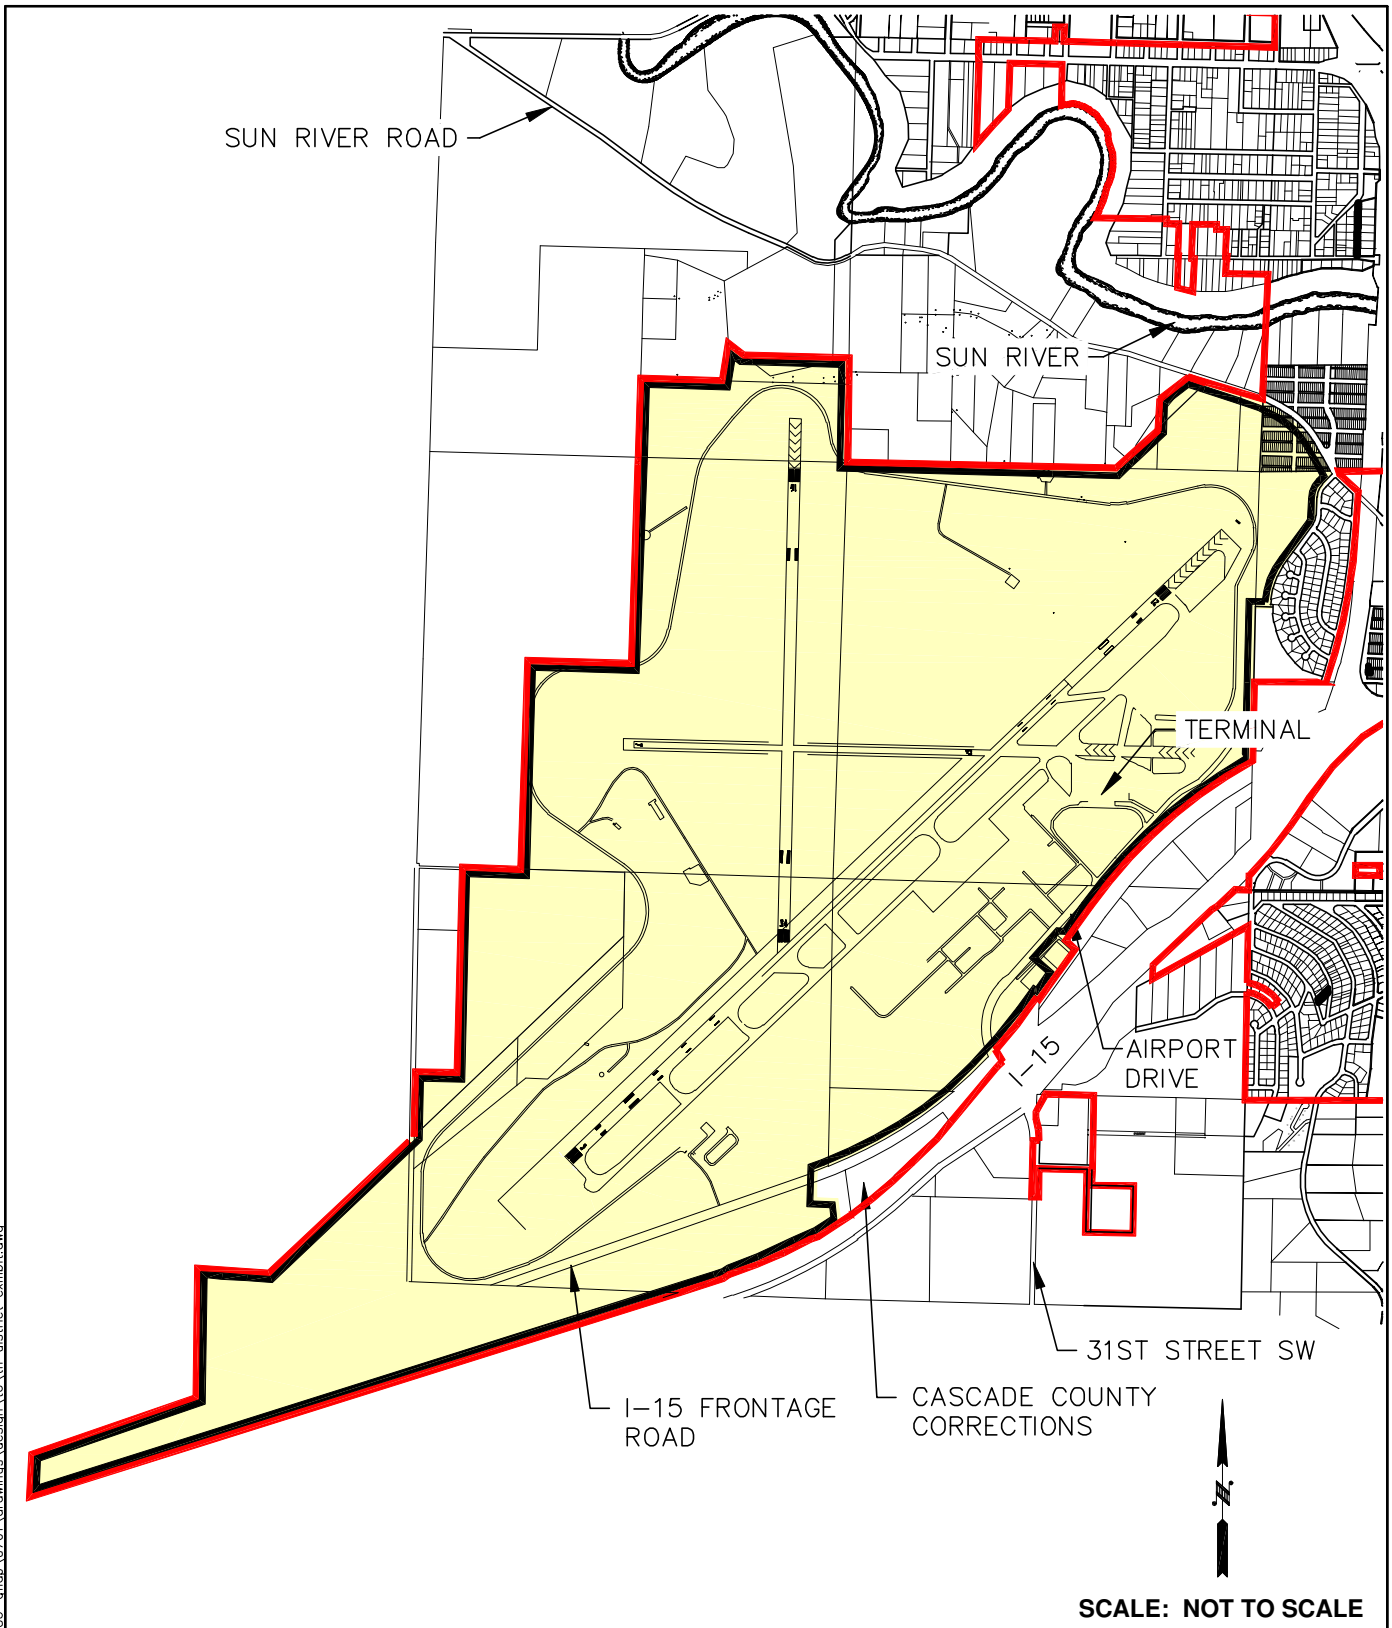 SUN RIVER ROAD
SUN RIVER
TERMINAL
I-15
AIRPORT
DRIVE
31ST STREET SW
I-15 FRONTAGE
ROAD
CASCADE COUNTY
CORRECTIONS
N
SCALE: NOT TO SCALE